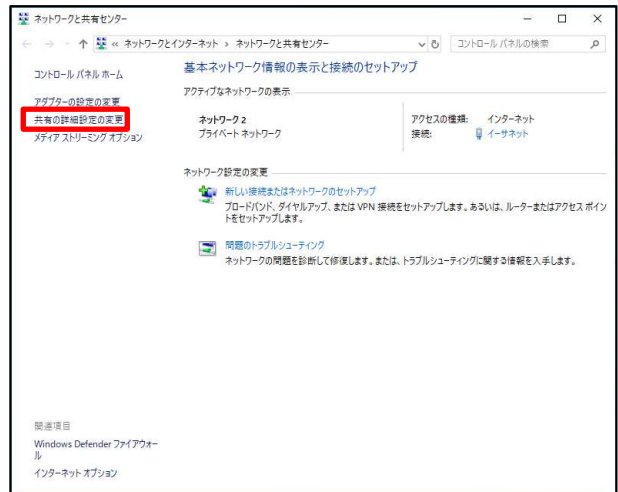 ネットワークと共有センター
« ネットワークとインターネット › ネットワークと共有センター
コントロール パネルの検索
コントロール パネル ホーム
アダプターの設定の変更
共有の詳細設定の変更
メディア ストリーミング オプション
基本ネットワーク情報の表示と接続のセットアップ
アクティブなネットワークの表示
ネットワーク 2
プライベート ネットワーク
アクセスの種類: インターネット
接続: イーサネット
ネットワーク設定の変更
新しい接続またはネットワークのセットアップ
ブロードバンド、ダイヤルアップ、または VPN 接続をセットアップします。あるいは、ルーターまたはアクセス ポイン
トをセットアップします。
問題のトラブルシューティング
ネットワークの問題を診断して修復します。または、トラブルシューティングに関する情報を入手します。
関連項目
Windows Defender ファイアウォー
ル
インターネット オプション